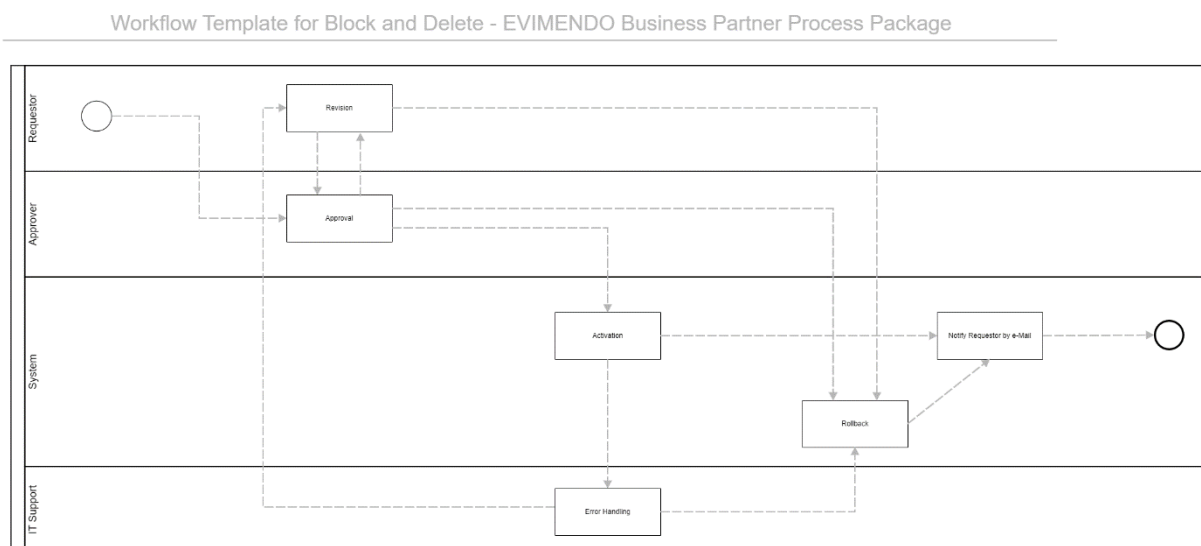 Workflow Template for Block and Delete - EVIMENDO Business Partner Process Package
Requestor
Revision
Approver
Approval
System
Activation
Notify Requestor by e-Mail
Rollback
IT Support
Error Handling